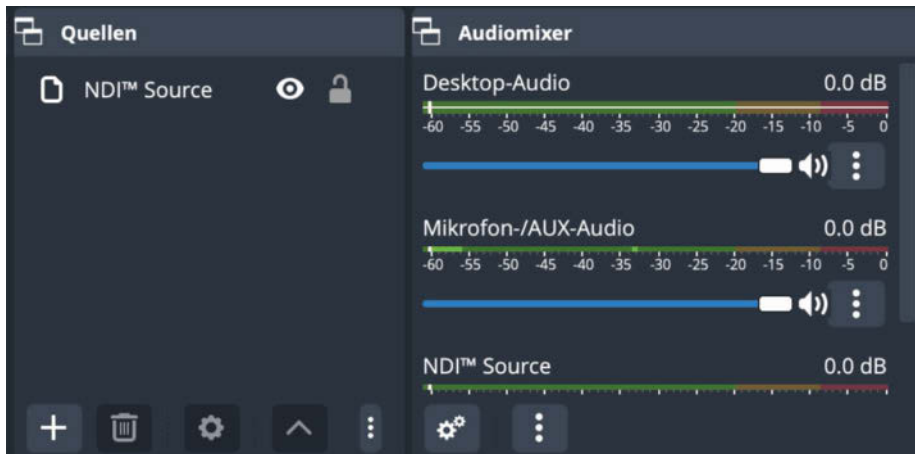 Quellen
NDI™ Source
Audiomixer
Desktop-Audio 0.0 dB
-60 -55 -50 -45 -40 -35 -30 -25 -20 -15 -10 -5 0
Mikrofon-/AUX-Audio 0.0 dB
-60 -55 -50 -45 -40 -35 -30 -25 -20 -15 -10 -5 0
NDI™ Source 0.0 dB